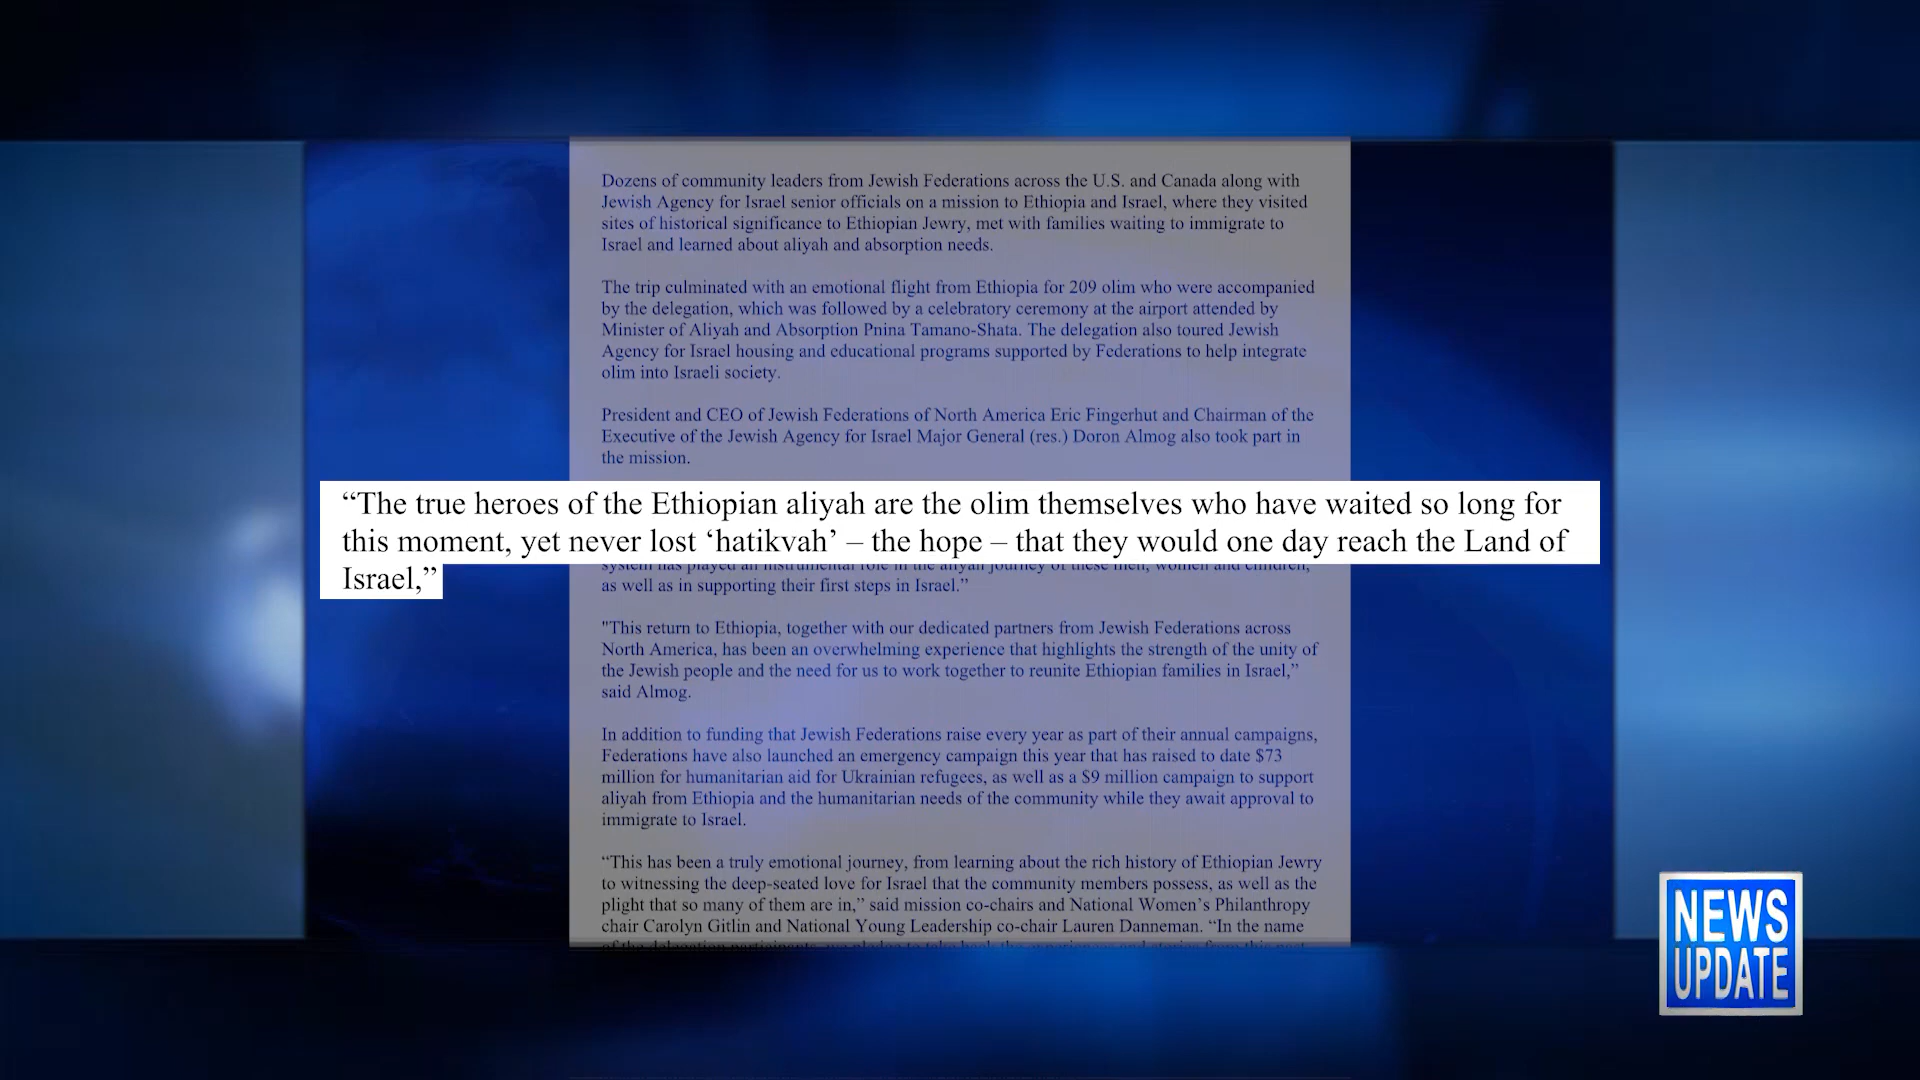 Dozens of community leaders from Jewish Federations across the U.S. and Canada along with
Jewish Agency for Israel senior officials on a mission to Ethiopia and Israel, where they visited
sites of historical significance to Ethiopian Jewry, met with families waiting to immigrate to
Israel and learned about aliyah and absorption needs.
The trip culminated with an emotional flight from Ethiopia for 209 olim who were accompanied
by the delegation, which was followed by a celebratory ceremony at the airport attended by
Minister of Aliyah and Absorption Pnina Tamano-Shata. The delegation also toured Jewish
Agency for Israel housing and educational programs supported by Federations to help integrate
olim into Israeli society.
President and CEO of Jewish Federations of North America Eric Fingerhut and Chairman of the
Executive of the Jewish Agency for Israel Major General (res.) Doron Almog also took part in
the mission.
“The true heroes of the Ethiopian aliyah are the olim themselves who have waited so long for
this moment, yet never lost ‘hatikvah’ – the hope – that they would one day reach the Land of
Israel,”
system has played an instrumental role in the aliyah journey of these men, women and children,
as well as in supporting their first steps in Israel.”
"This return to Ethiopia, together with our dedicated partners from Jewish Federations across
North America, has been an overwhelming experience that highlights the strength of the unity of
the Jewish people and the need for us to work together to reunite Ethiopian families in Israel,”
said Almog.
In addition to funding that Jewish Federations raise every year as part of their annual campaigns,
Federations have also launched an emergency campaign this year that has raised to date $73
million for humanitarian aid for Ukrainian refugees, as well as a $9 million campaign to support
aliyah from Ethiopia and the humanitarian needs of the community while they await approval to
immigrate to Israel.
“This has been a truly emotional journey, from learning about the rich history of Ethiopian Jewry
to witnessing the deep-seated love for Israel that the community members possess, as well as the
plight that so many of them are in,” said mission co-chairs and National Women’s Philanthropy
chair Carolyn Gitlin and National Young Leadership co-chair Lauren Danneman. “In the name
NEWS
UPDATE